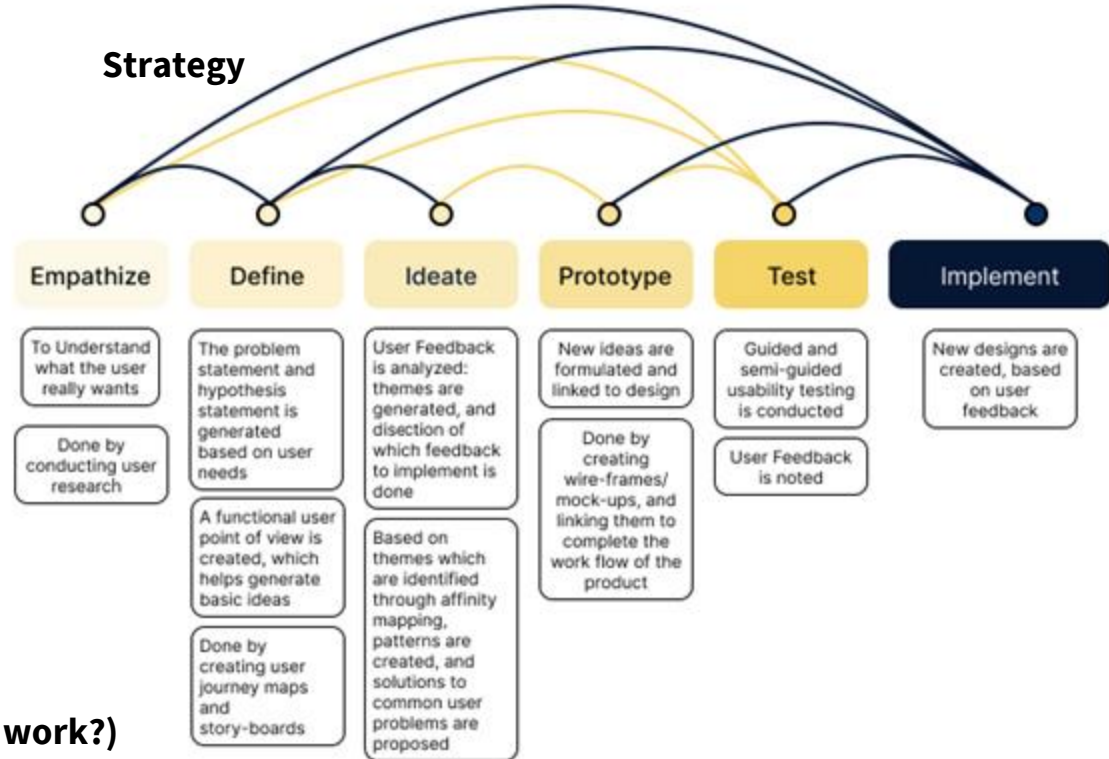 Strategy
Empathize
Define
Ideate
Prototype
Test
Implement
To Understand
what the user
really wants
Done by
conducting user
research
The problem
statement and
hypothesis
statement is
generated
based on user
needs
A functional user
point of view is
created, which
helps generate
basic ideas
Done by
creating user
journey maps
and
story-boards
User Feedback
is analyzed:
themes are
generated, and
disection of
which feedback
to implement is
done
Based on
themes which
are identified
through affinity
mapping,
patterns are
created, and
solutions to
common user
problems are
proposed
New ideas are
formulated and
linked to design
Done by
creating
wire-frames/
mock-ups, and
linking them to
complete the
work flow of the
product
Guided and
semi-guided
usability testing
is conducted
User Feedback
is noted
New designs are
created, based
on user
feedback
work?)